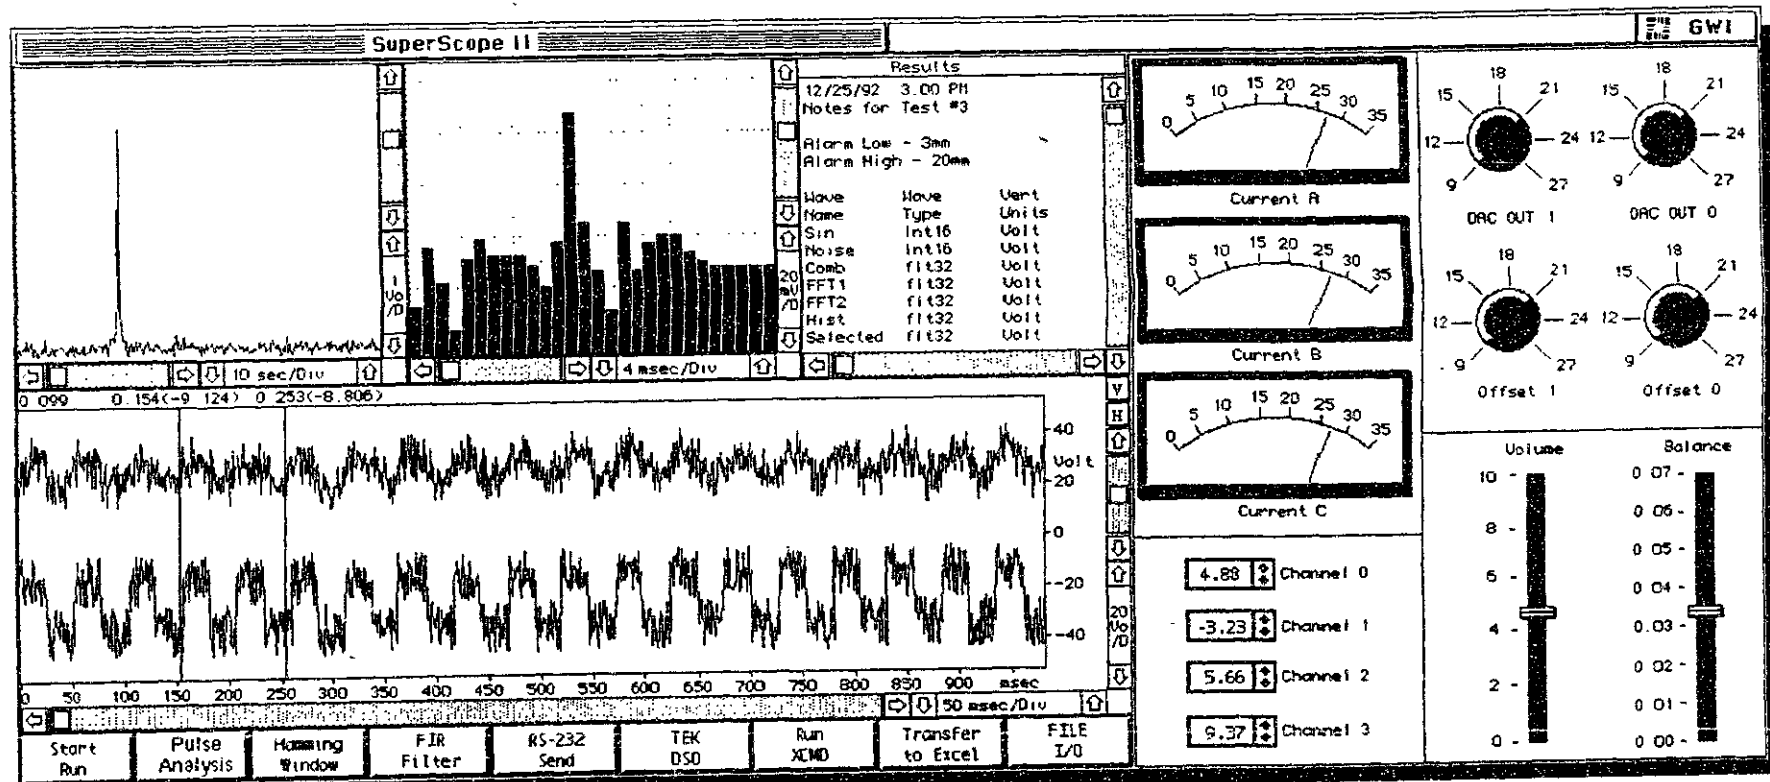 SuperScope II
GWI
Results
12/25/92 3.00 PM
Notes for Test #3
Alarm Low - 3mm
Alarm High - 20mm
Wave Wave Vert
Name Type Units
Sin Int16 Volt
Noise Int16 Volt
Comb flt32 Volt
FFT1 flt32 Volt
FFT2 flt32 Volt
Hist flt32 Volt
Selected flt32 Volt
1
Vo
/D
20
mV
/D
10 sec/Div
4 msec/Div
0 099 0.154(-9 124) 0 253(-8.806)
V
H
40
Volt
20
0
-20
-40
20
Vo
/D
0 50 100 150 200 250 300 350 400 450 500 550 600 650 700 750 800 850 900 msec
50 msec/Div
Start
Run
Pulse
Analysis
Hamming
Window
FIR
Filter
RS-232
Send
TEK
DSO
Run
XCMD
Transfer
to Excel
FILE
I/O
0 5 10 15 20 25 30 35
Current A
0 5 10 15 20 25 30 35
Current B
0 5 10 15 20 25 30 35
Current C
4.88 Channel 0
-3.23 Channel 1
5.66 Channel 2
9.37 Channel 3
9 12 15 18 21 24 27
DAC OUT 1
9 12 15 18 21 24 27
DAC OUT 0
9 12 15 18 21 24 27
Offset 1
9 12 15 18 21 24 27
Offset 0
Volume
10 -
8 -
5 -
4 -
2 -
0 -
Balance
0 07 -
0 06 -
0 05 -
0 04 -
0.03 -
0 02 -
0 01 -
0 00 -